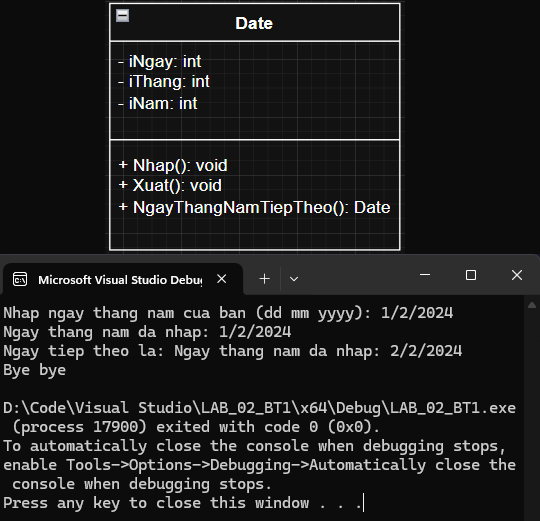 Date
- iNgay: int
- iThang: int
- iNam: int
+ Nhap(): void
+ Xuat(): void
+ NgayThangNamTiepTheo(): Date
Microsoft Visual Studio Debug
Nhap ngay thang nam cua ban (dd mm yyyy): 1/2/2024
Ngay thang nam da nhap: 1/2/2024
Ngay tiep theo la: Ngay thang nam da nhap: 2/2/2024
Bye bye
D:\Code\Visual Studio\LAB_02_BT1\x64\Debug\LAB_02_BT1.exe
(process 17900) exited with code 0 (0x0).
To automatically close the console when debugging stops,
enable Tools->Options->Debugging->Automatically close the
console when debugging stops.
Press any key to close this window . . .